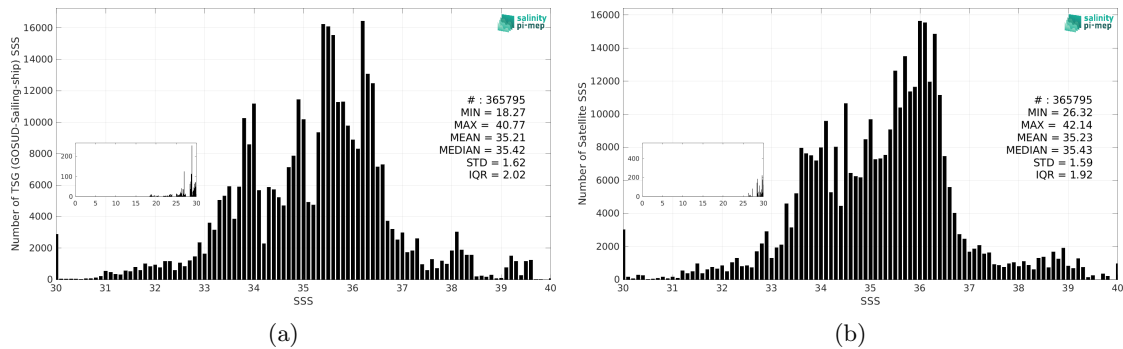 16000
14000
12000
10000
8000
6000
4000
2000
0
Number of TSG (GOSUD-Sailing-ship) SSS
salinity
pi-mep
# : 365795
MIN = 18.27
MAX = 40.77
MEAN = 35.21
MEDIAN = 35.42
STD = 1.62
IQR = 2.02
200
100
0
0 5 10 15 20 25 30
30 31 32 33 34 35 36 37 38 39 40
SSS
(a)
16000
14000
12000
10000
8000
6000
4000
2000
0
Number of Satellite SSS
salinity
pi-mep
# : 365795
MIN = 26.32
MAX = 42.14
MEAN = 35.23
MEDIAN = 35.43
STD = 1.59
IQR = 1.92
400
200
0
0 5 10 15 20 25 30
30 31 32 33 34 35 36 37 38 39 40
SSS
(b)